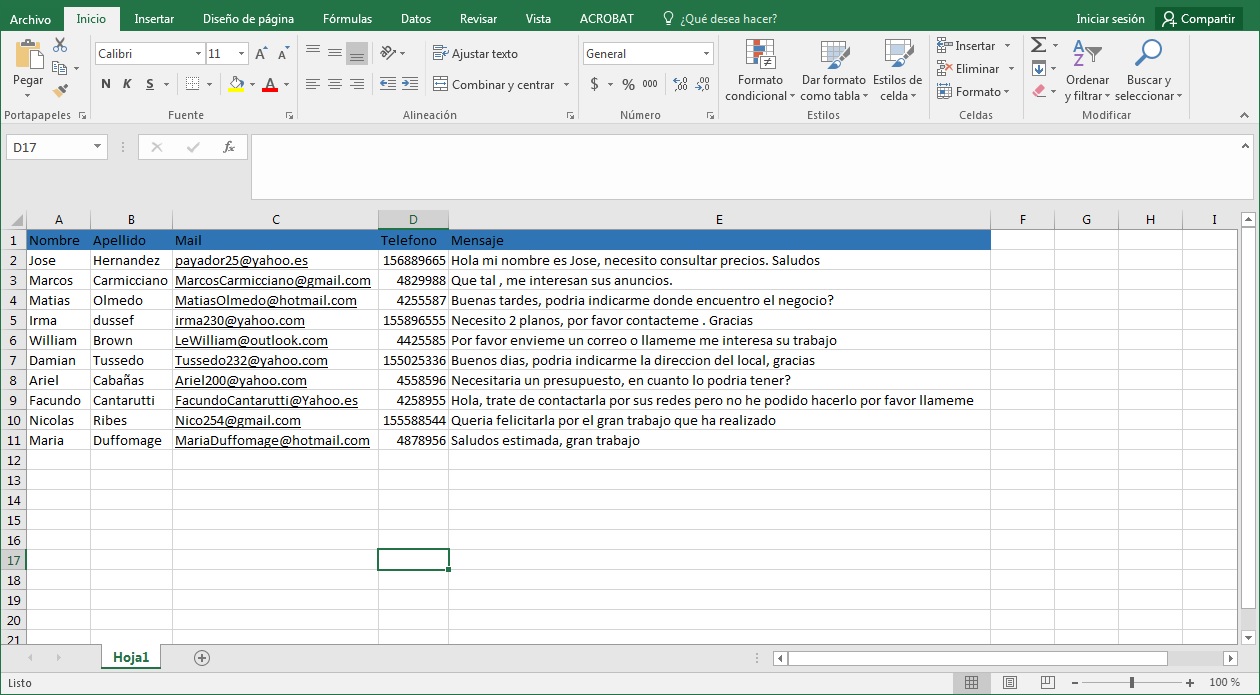 Archivo Inicio Insertar Diseño de página Fórmulas Datos Revisar Vista ACROBAT ¿Qué desea hacer? Iniciar sesión Compartir
Calibri 11 Ajustar texto General Insertar
Eliminar
Pegar N K S A Combinar y centrar $ % 000 Formato condicional Dar formato como tabla Estilos de celda Formato Ordenar y filtrar Buscar y seleccionar
Portapapeles Fuente Alineación Número Estilos Celdas Modificar
D17 fx
A B C D E F G H I
1 Nombre Apellido Mail Telefono Mensaje
2 Jose Hernandez payador25@yahoo.es 156889665 Hola mi nombre es Jose, necesito consultar precios. Saludos
3 Marcos Carmicciano MarcosCarmicciano@gmail.com 4829988 Que tal , me interesan sus anuncios.
4 Matias Olmedo MatiasOlmedo@hotmail.com 4255587 Buenas tardes, podria indicarme donde encuentro el negocio?
5 Irma dussef irma230@yahoo.com 155896555 Necesito 2 planos, por favor contacteme . Gracias
6 William Brown LeWilliam@outlook.com 4425585 Por favor envieme un correo o llameme me interesa su trabajo
7 Damian Tussedo Tussedo232@yahoo.com 155025336 Buenos dias, podria indicarme la direccion del local, gracias
8 Ariel Cabañas Ariel200@yahoo.com 4558596 Necesitaria un presupuesto, en cuanto lo podria tener?
9 Facundo Cantarutti FacundoCantarutti@Yahoo.es 4258955 Hola, trate de contactarla por sus redes pero no he podido hacerlo por favor llameme
10 Nicolas Ribes Nico254@gmail.com 155588544 Queria felicitarla por el gran trabajo que ha realizado
11 Maria Duffomage MariaDuffomage@hotmail.com 4878956 Saludos estimada, gran trabajo
12
13
14
15
16
17
18
19
20
21
Hoja1
Listo 100 %